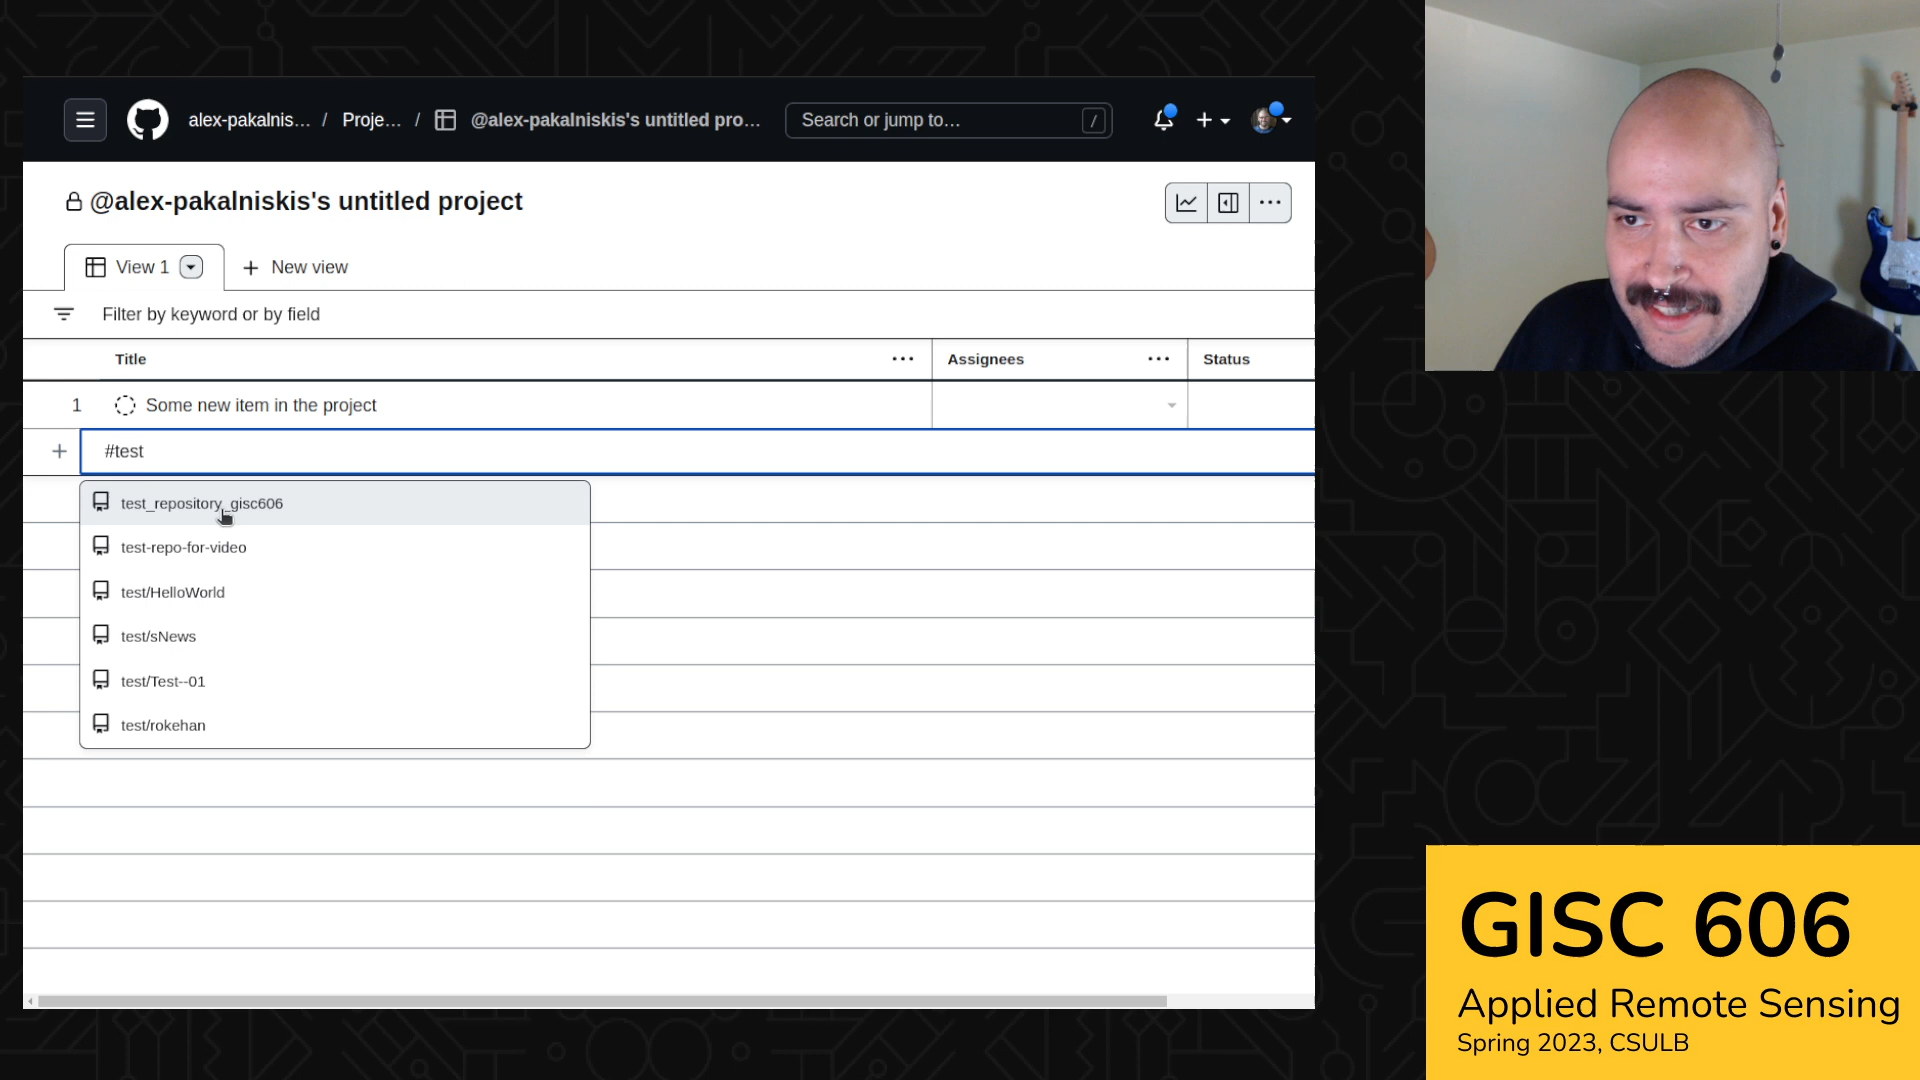 alex-pakalnis... / Proje... / @alex-pakalniskis's untitled pro... Search or jump to... /
@alex-pakalniskis's untitled project
View 1 New view
Filter by keyword or by field
Title Assignees Status
1 Some new item in the project
#test
test_repository_gisc606
test-repo-for-video
test/HelloWorld
test/sNews
test/Test--01
test/rokehan
GISC 606
Applied Remote Sensing
Spring 2023, CSULB